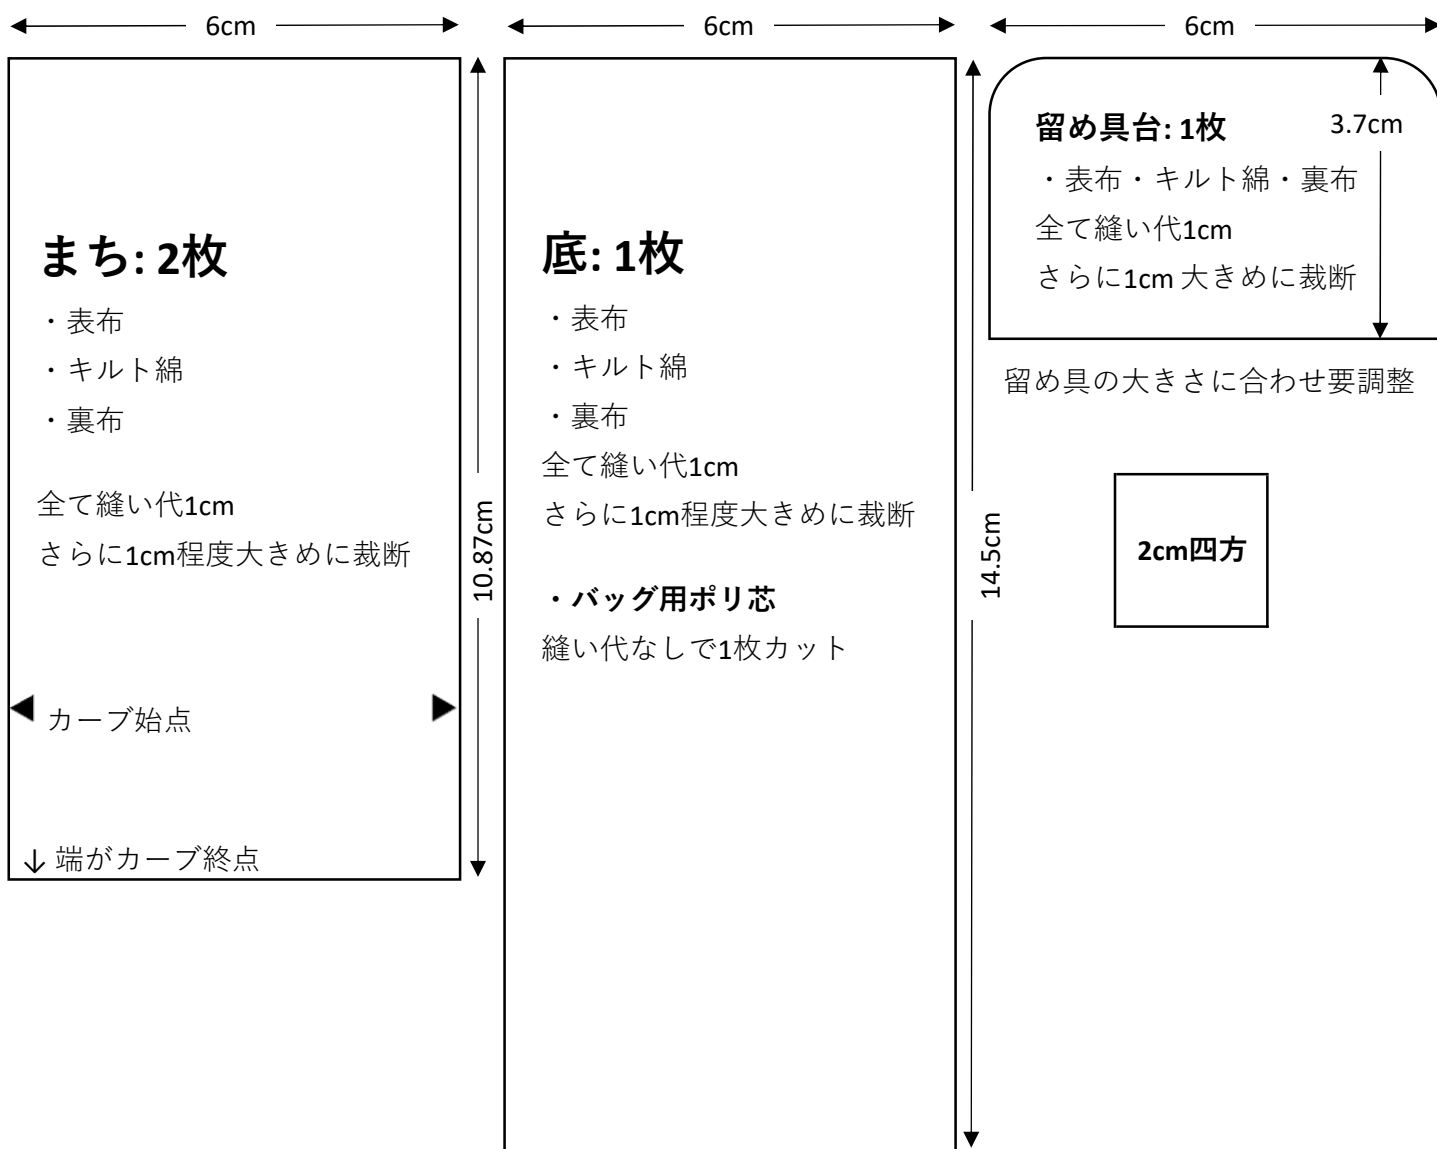 6cm
6cm
6cm
まち: 2枚
・表布
・キルト綿
・裏布
全て縫い代1cm
さらに1cm程度大きめに裁断
カーブ始点
↓ 端がカーブ終点
10.87cm
底: 1枚
・表布
・キルト綿
・裏布
全て縫い代1cm
さらに1cm程度大きめに裁断
・バッグ用ポリ芯
縫い代なしで1枚カット
14.5cm
留め具台: 1枚
3.7cm
・表布・キルト綿・裏布
全て縫い代1cm
さらに1cm 大きめに裁断
留め具の大きさに合わせ要調整
2cm四方